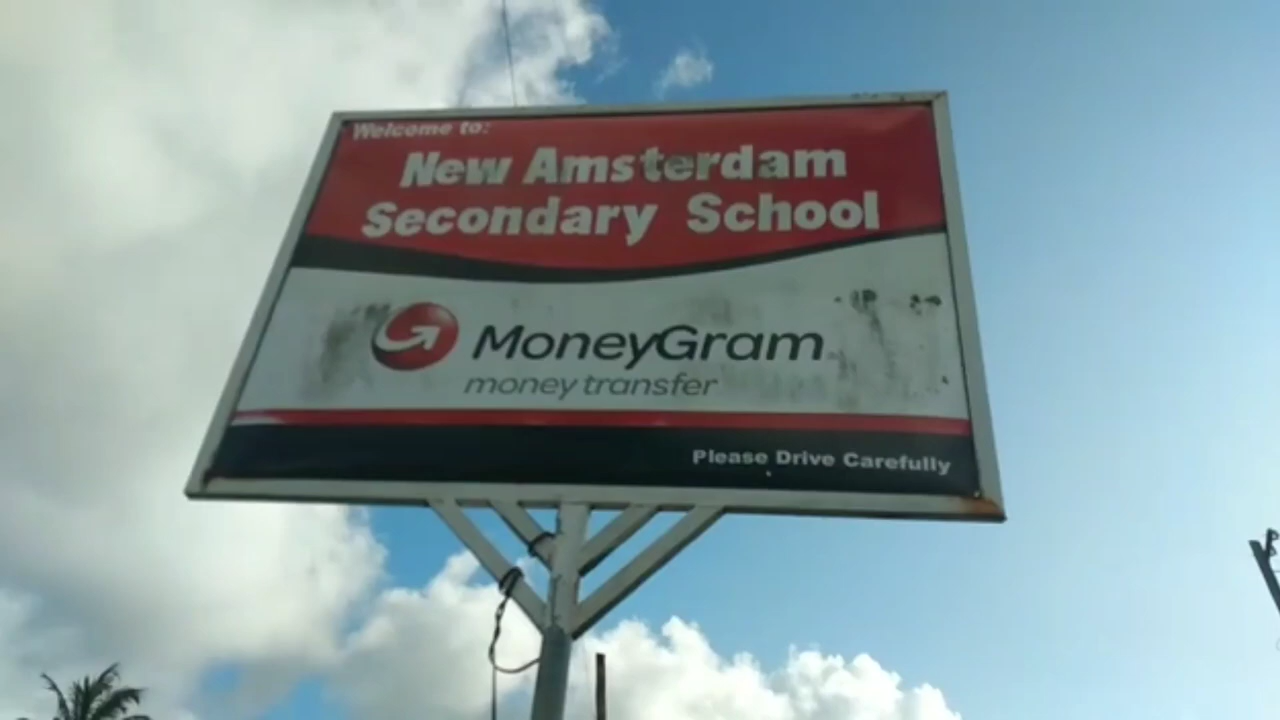 Welcome to:
New Amsterdam
Secondary School
MoneyGram
money transfer
Please Drive Carefully